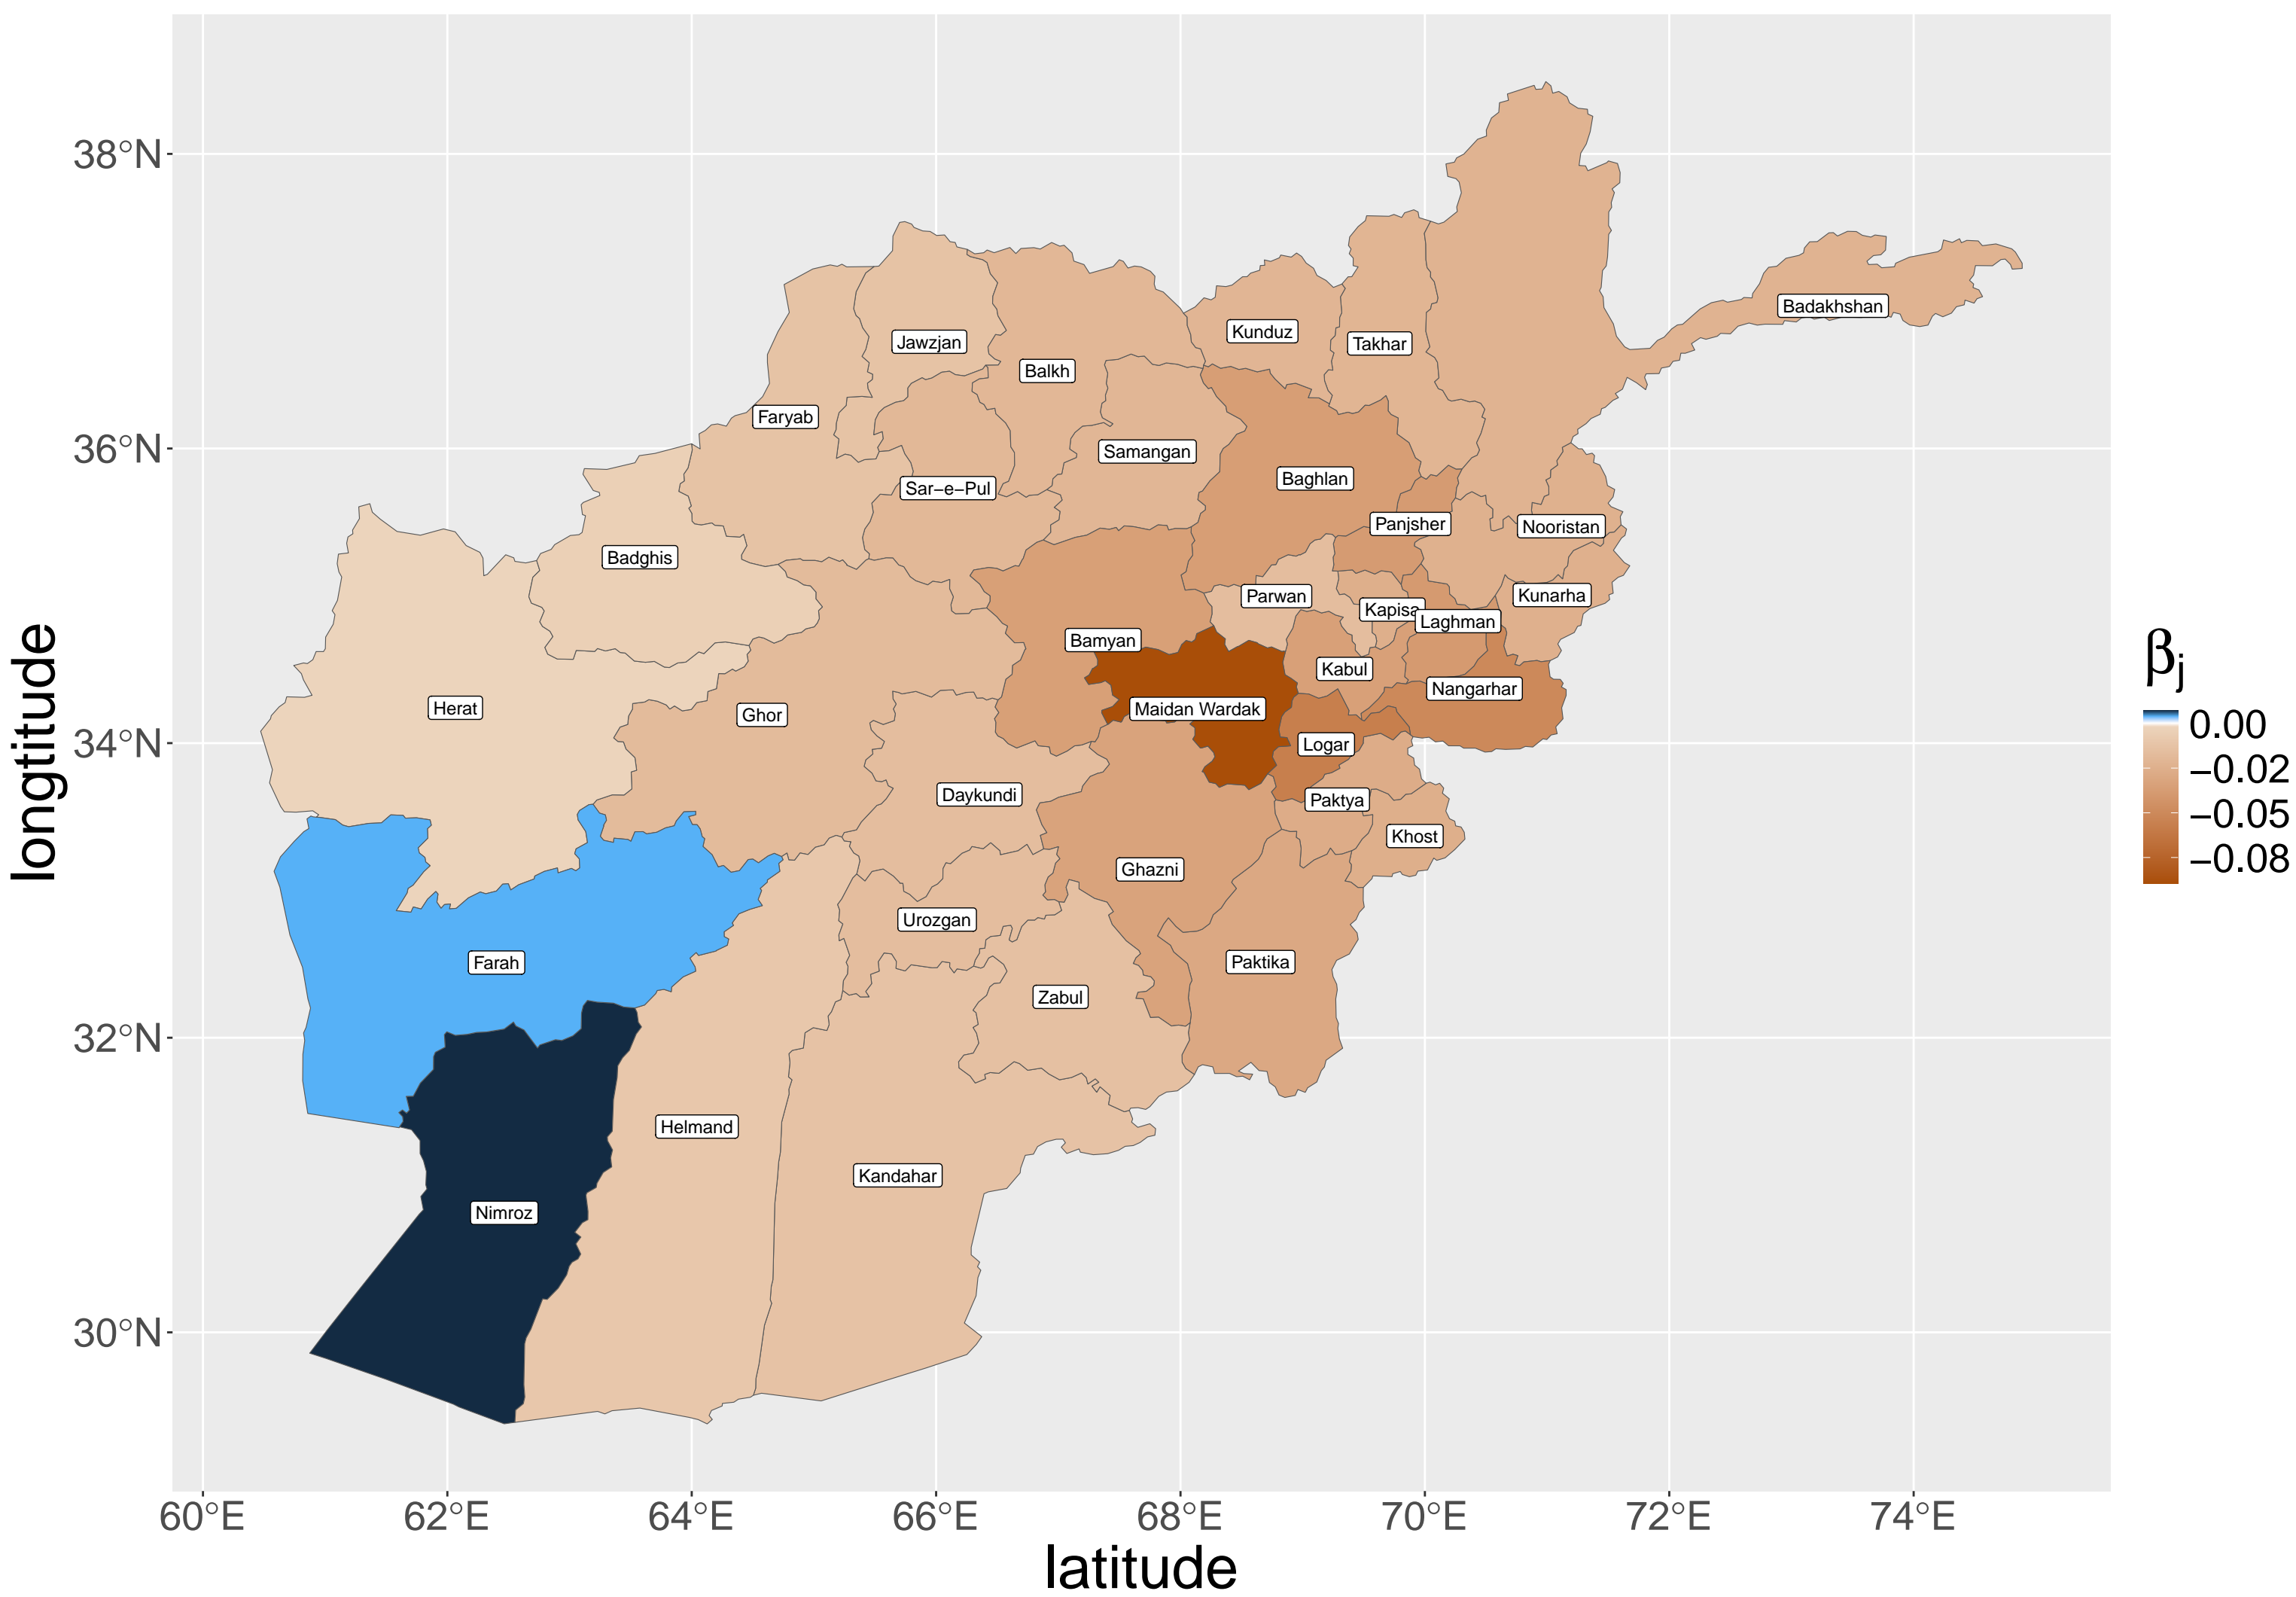 38°N
36°N
34°N
32°N
30°N
60°E
62°E
64°E
66°E
68°E
70°E
72°E
74°E
longtitude
latitude
Badakhshan
Kunduz
Takhar
Jawzjan
Balkh
Faryab
Samangan
Baghlan
Sar−e−Pul
Panjsher
Nooristan
Badghis
Parwan
Kapisa
Kunarha
Laghman
Bamyan
Kabul
Nangarhar
Herat
Ghor
Maidan Wardak
Logar
Daykundi
Paktya
Khost
Ghazni
Urozgan
Farah
Paktika
Zabul
Helmand
Kandahar
Nimroz
βj
0.00
−0.02
−0.05
−0.08